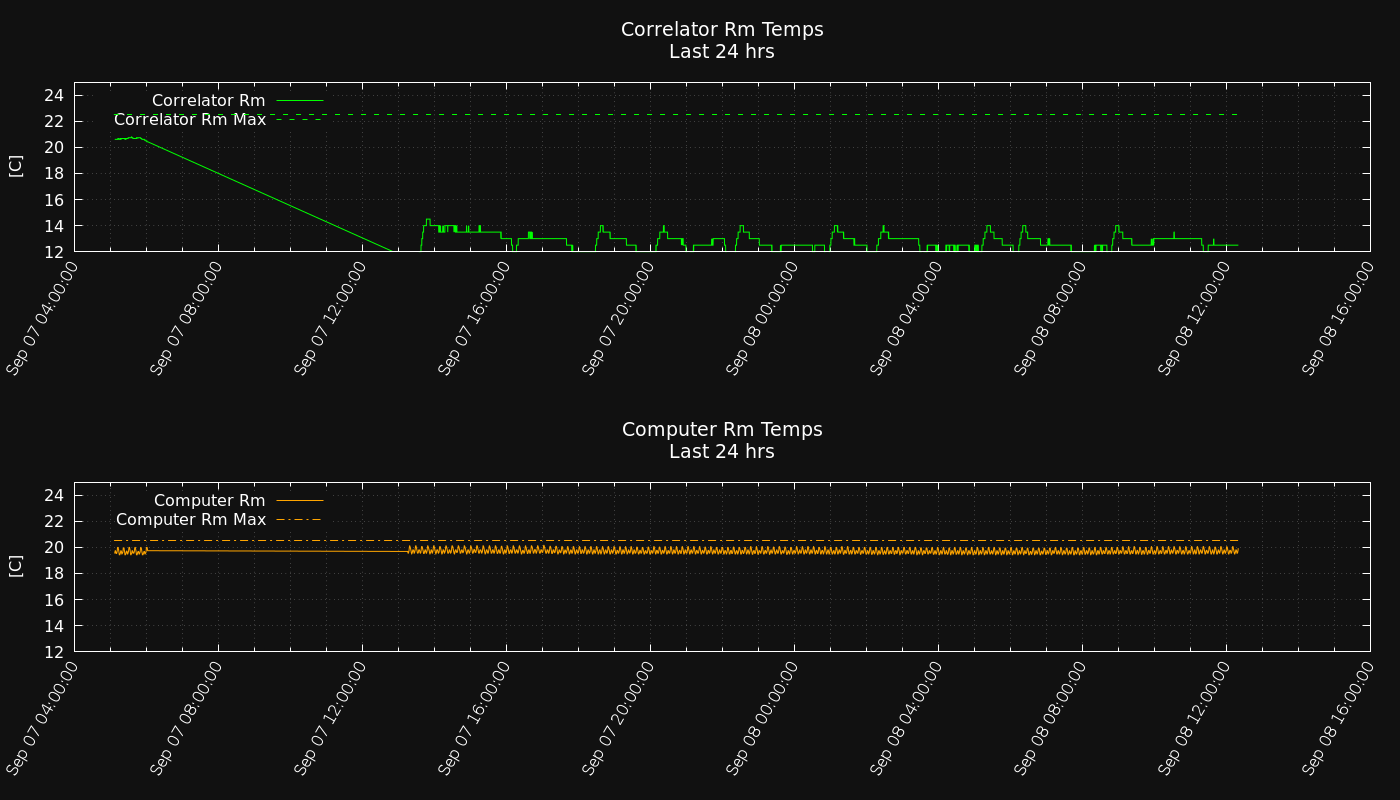 Correlator Rm Temps
Last 24 hrs
Correlator Rm
Correlator Rm Max
[C]
24
22
20
18
16
14
12
Sep 07 04:00:00
Sep 07 08:00:00
Sep 07 12:00:00
Sep 07 16:00:00
Sep 07 20:00:00
Sep 08 00:00:00
Sep 08 04:00:00
Sep 08 08:00:00
Sep 08 12:00:00
Sep 08 16:00:00
Computer Rm Temps
Last 24 hrs
Computer Rm
Computer Rm Max
[C]
24
22
20
18
16
14
12
Sep 07 04:00:00
Sep 07 08:00:00
Sep 07 12:00:00
Sep 07 16:00:00
Sep 07 20:00:00
Sep 08 00:00:00
Sep 08 04:00:00
Sep 08 08:00:00
Sep 08 12:00:00
Sep 08 16:00:00